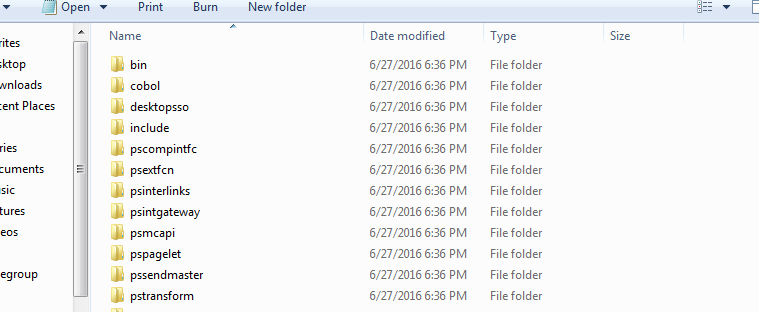 Open Print Burn New folder
Name Date modified Type Size
rites
sktop
wnloads
cent Places
ries
cuments
usic
tures
eos
egroup
bin 6/27/2016 6:36 PM File folder
cobol 6/27/2016 6:36 PM File folder
desktopsso 6/27/2016 6:36 PM File folder
include 6/27/2016 6:36 PM File folder
pscompintfc 6/27/2016 6:36 PM File folder
psextfcn 6/27/2016 6:36 PM File folder
psinterlinks 6/27/2016 6:36 PM File folder
psintgateway 6/27/2016 6:36 PM File folder
psmcapi 6/27/2016 6:36 PM File folder
pspagelet 6/27/2016 6:36 PM File folder
pssendmaster 6/27/2016 6:36 PM File folder
pstransform 6/27/2016 6:36 PM File folder